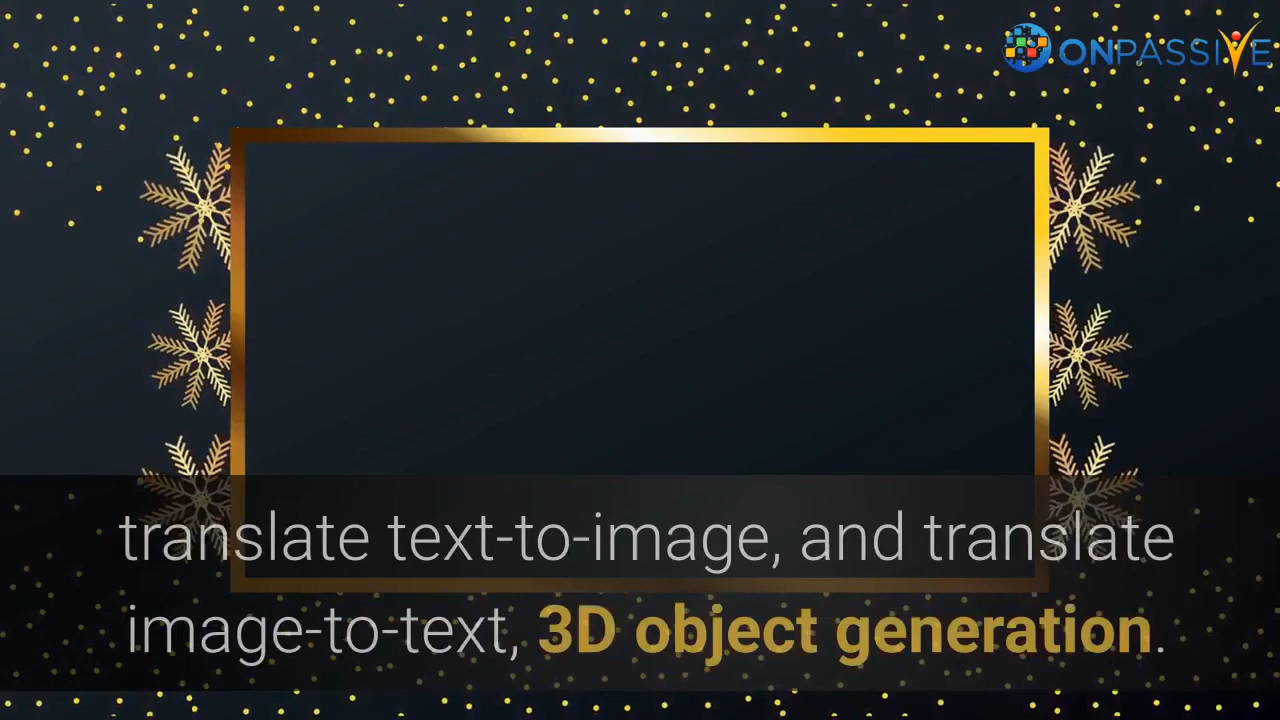 ONPASSIVE
translate text-to-image, and translate
image-to-text, 3D object generation.